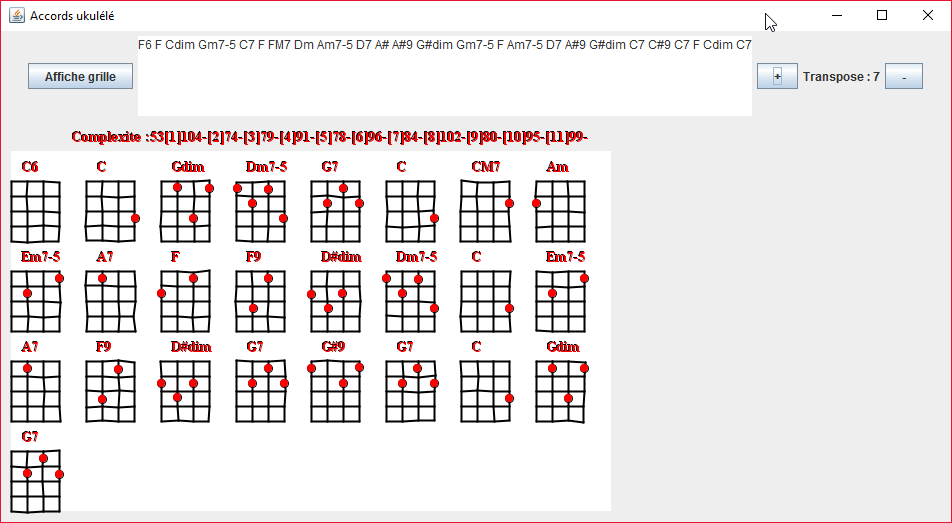 Accords ukulélé
F6 F Cdim Gm7-5 C7 F FM7 Dm Am7-5 D7 A# A#9 G#dim Gm7-5 F Am7-5 D7 A#9 G#dim C7 C#9 C7 F Cdim C7
Affiche grille + Transpose : 7 -
Complexite :53[1]104-[2]74-[3]79-[4]91-[5]78-[6]96-[7]84-[8]102-[9]80-[10]95-[11]99-
C6 C Gdim Dm7-5 G7 C CM7 Am
Em7-5 A7 F F9 D#dim Dm7-5 C Em7-5
A7 F9 D#dim G7 G#9 G7 C Gdim
G7